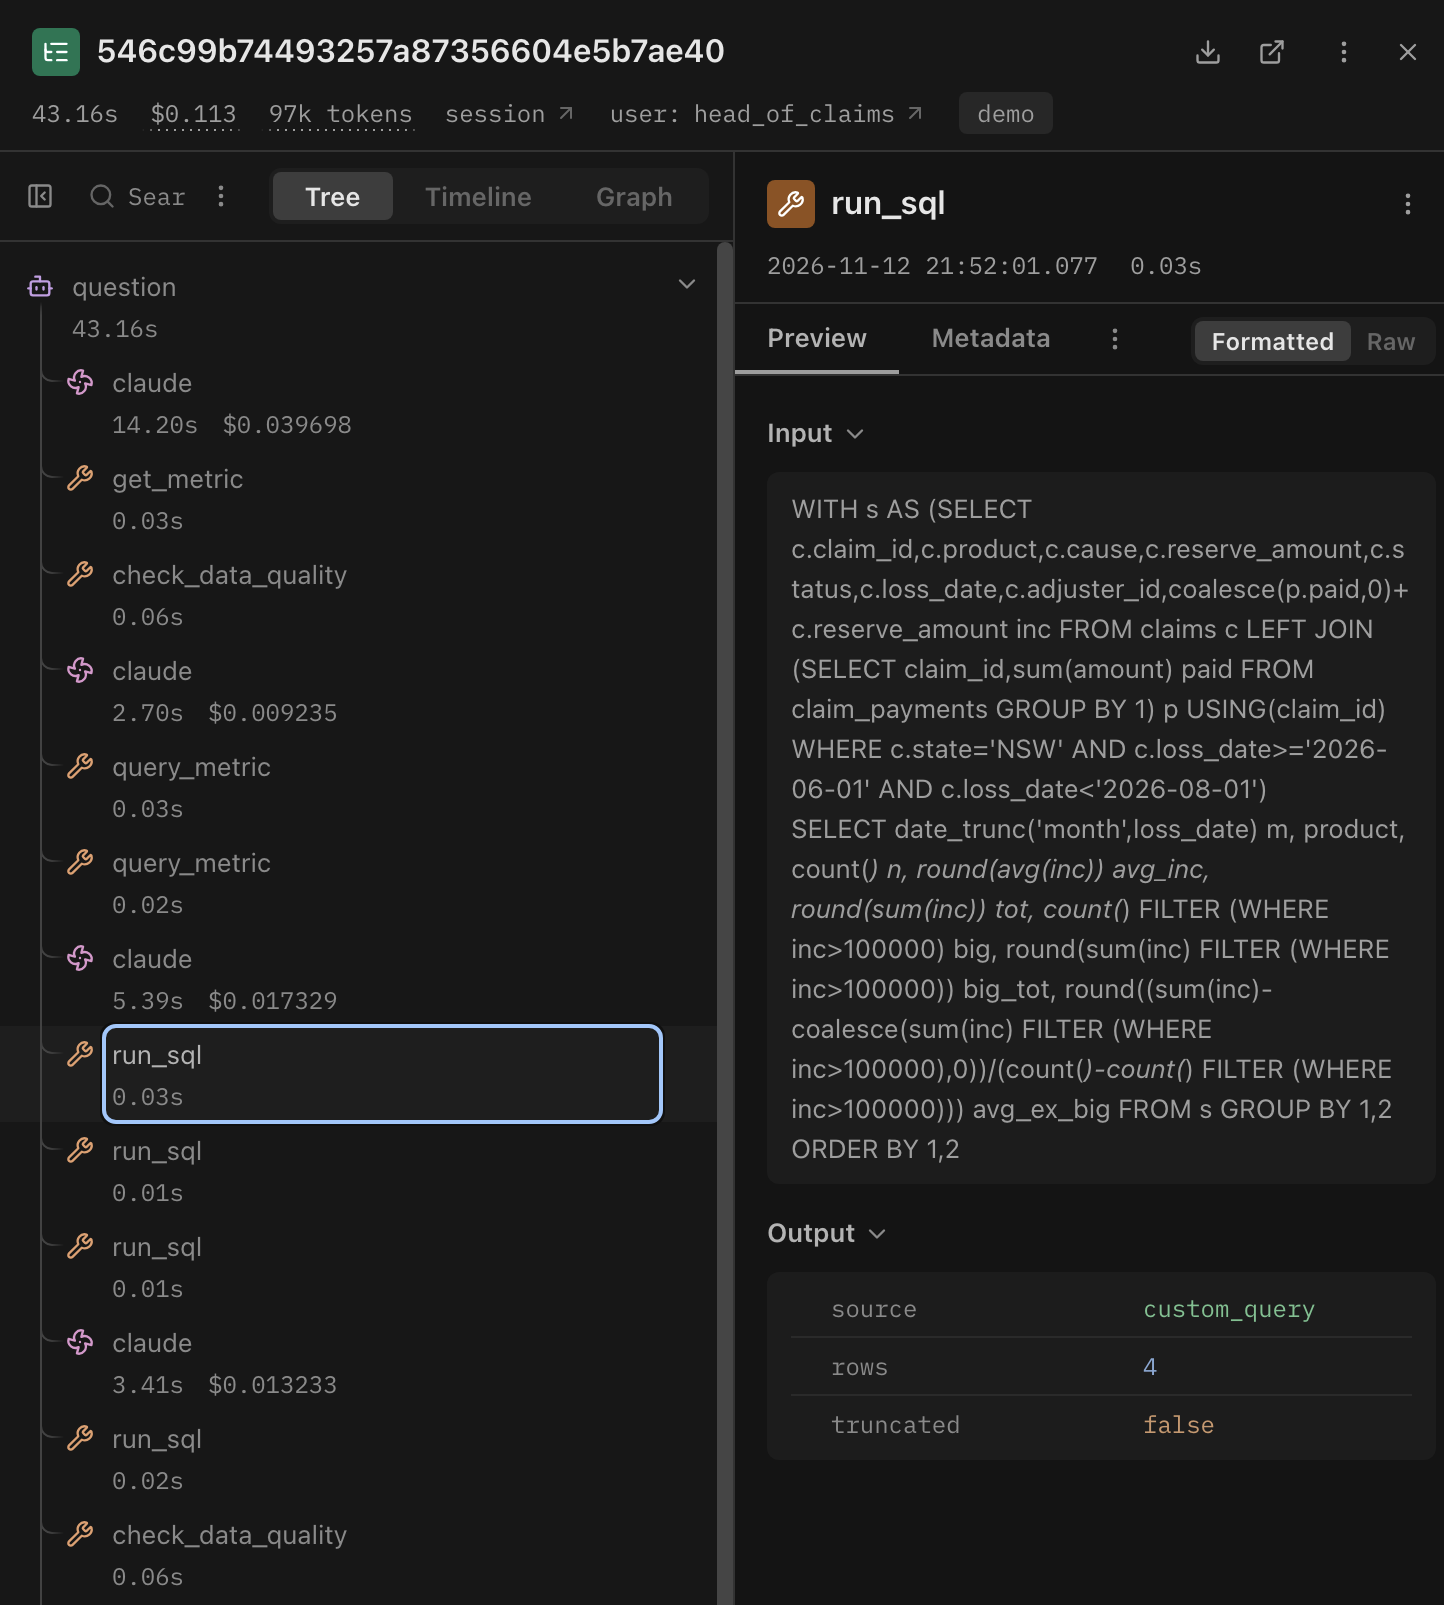 546c99b74493257a87356604e5b7ae40
43.16s $0.113 97k tokens session ↗ user: head_of_claims ↗ demo
Sear Tree Timeline Graph
question
43.16s
claude
14.20s $0.039698
get_metric
0.03s
check_data_quality
0.06s
claude
2.70s $0.009235
query_metric
0.03s
query_metric
0.02s
claude
5.39s $0.017329
run_sql
0.03s
run_sql
0.01s
run_sql
0.01s
claude
3.41s $0.013233
run_sql
0.02s
check_data_quality
0.06s
run_sql
2026-11-12 21:52:01.077 0.03s
Preview Metadata Formatted Raw
Input
WITH s AS (SELECT
c.claim_id,c.product,c.cause,c.reserve_amount,c.s
tatus,c.loss_date,c.adjuster_id,coalesce(p.paid,0)+
c.reserve_amount inc FROM claims c LEFT JOIN
(SELECT claim_id,sum(amount) paid FROM
claim_payments GROUP BY 1) p USING(claim_id)
WHERE c.state='NSW' AND c.loss_date>='2026-
06-01' AND c.loss_date<'2026-08-01')
SELECT date_trunc('month',loss_date) m, product,
count() n, round(avg(inc)) avg_inc,
round(sum(inc)) tot, count() FILTER (WHERE
inc>100000) big, round(sum(inc) FILTER (WHERE
inc>100000)) big_tot, round((sum(inc)-
coalesce(sum(inc) FILTER (WHERE
inc>100000),0))/(count()-count() FILTER (WHERE
inc>100000))) avg_ex_big FROM s GROUP BY 1,2
ORDER BY 1,2
Output
source custom_query
rows 4
truncated false